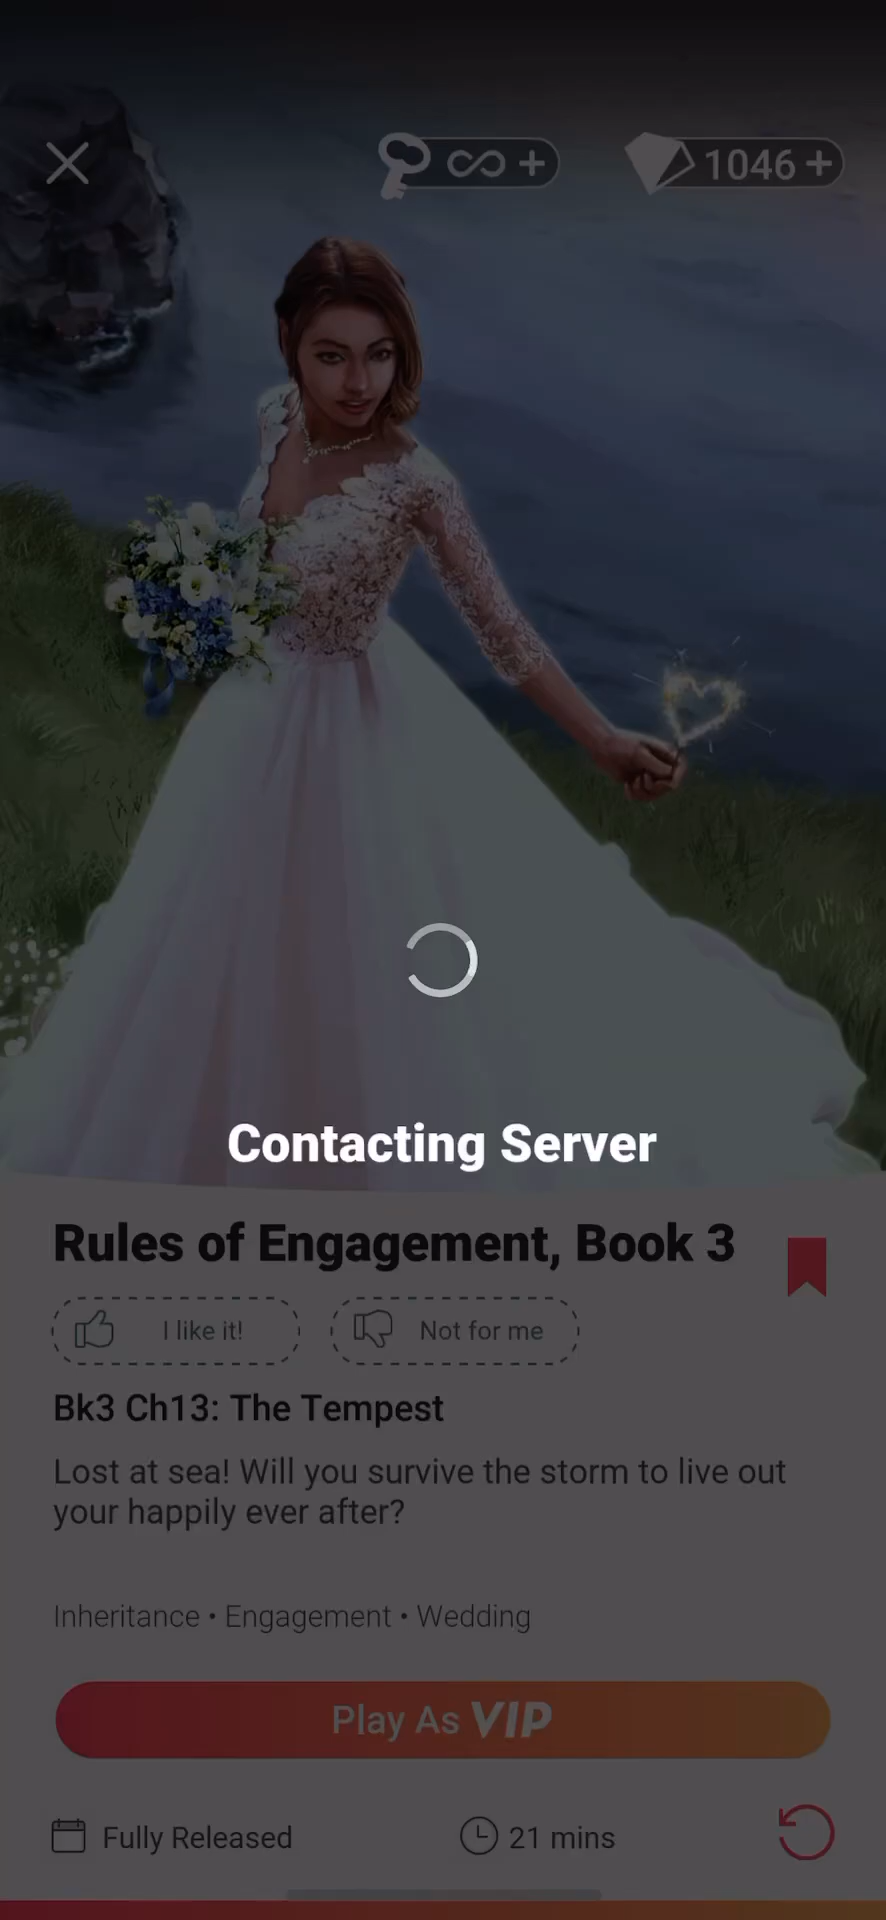 ∞ +
1046 +
Contacting Server
Rules of Engagement, Book 3
I like it!
Not for me
Bk3 Ch13: The Tempest
Lost at sea! Will you survive the storm to live out
your happily ever after?
Inheritance • Engagement • Wedding
Play As VIP
Fully Released
21 mins